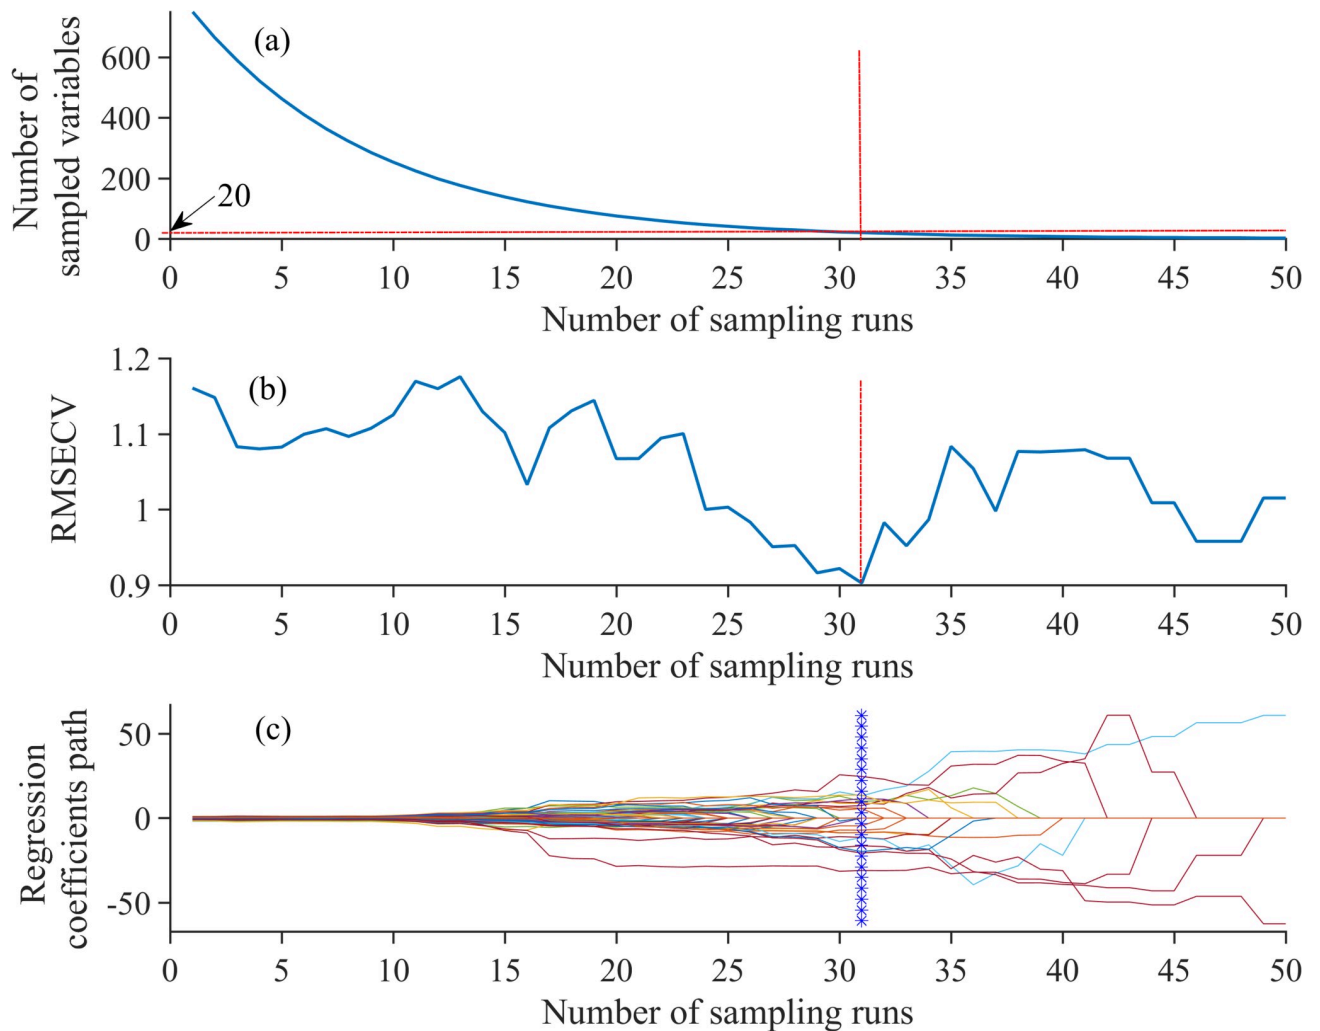 (a)
Number of
sampled variables
600
400
200
0
20
0 5 10 15 20 25 30 35 40 45 50
Number of sampling runs
(b)
RMSECV
1.2
1.1
1
0.9
0 5 10 15 20 25 30 35 40 45 50
Number of sampling runs
(c)
Regression
coefficients path
50
0
-50
0 5 10 15 20 25 30 35 40 45 50
Number of sampling runs